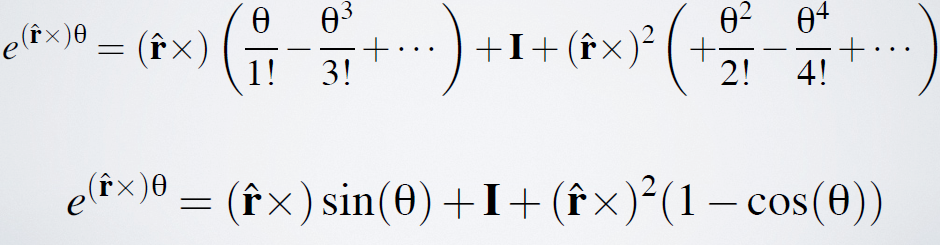 e^{(r̂×)θ} = (r̂×) (θ/1! − θ³/3! + ⋯) + I + (r̂×)² (+ θ²/2! − θ⁴/4! + ⋯)
e^{(r̂×)θ} = (r̂×) sin(θ) + I + (r̂×)²(1 − cos(θ))